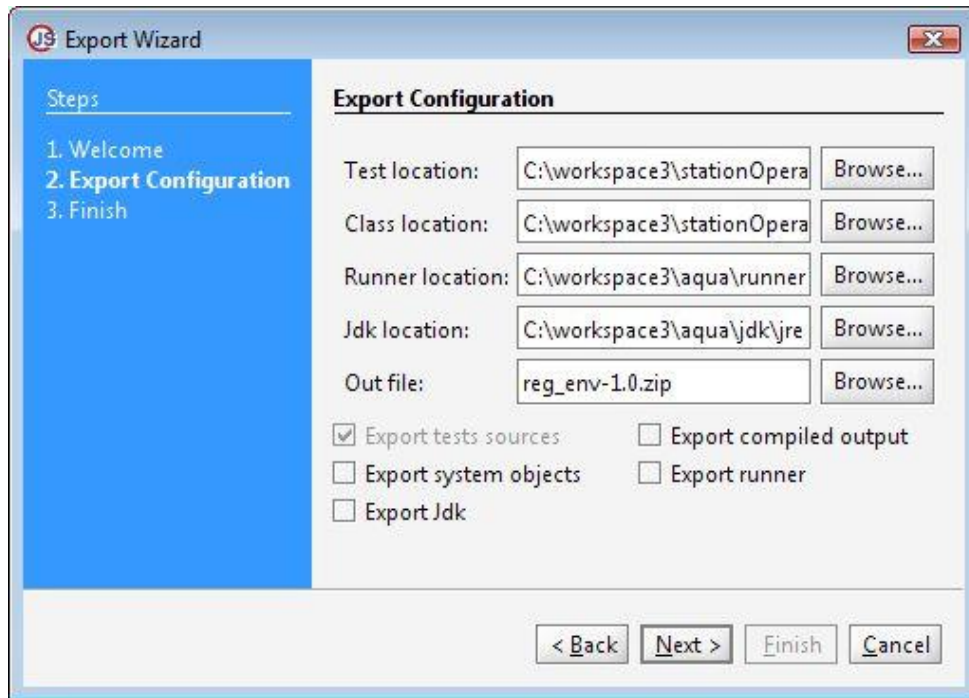 JS Export Wizard
Steps
1. Welcome
2. Export Configuration
3. Finish
Export Configuration
Test location: C:\workspace3\stationOpera Browse...
Class location: C:\workspace3\stationOpera Browse...
Runner location: C:\workspace3\aqua\runner Browse...
Jdk location: C:\workspace3\aqua\jdk\jre Browse...
Out file: reg_env-1.0.zip Browse...
Export tests sources Export compiled output
Export system objects Export runner
Export Jdk
< Back Next > Finish Cancel